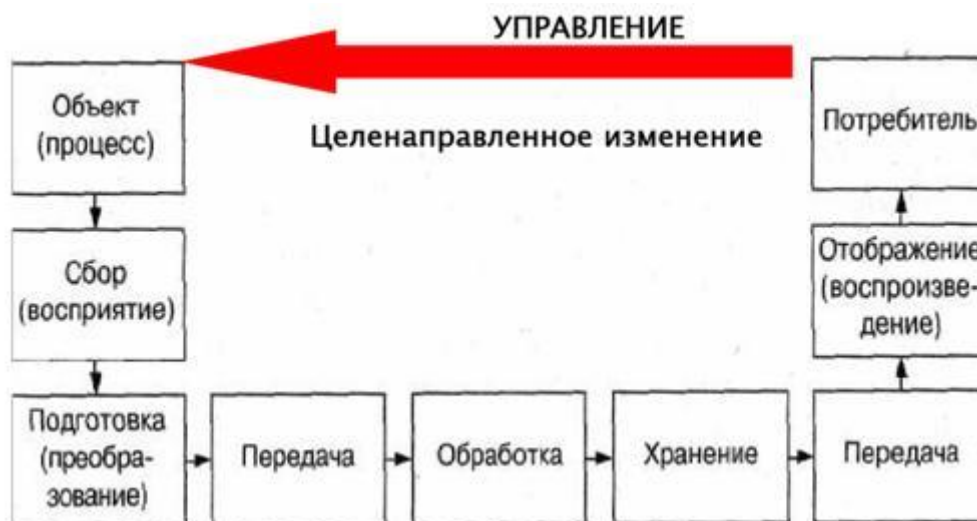 УПРАВЛЕНИЕ
Целенаправленное изменение
Объект
(процесс)
Сбор
(восприятие)
Подготовка
(преобра-
зование)
Передача
Обработка
Хранение
Передача
Отображение
(воспроизве-
дение)
Потребитель